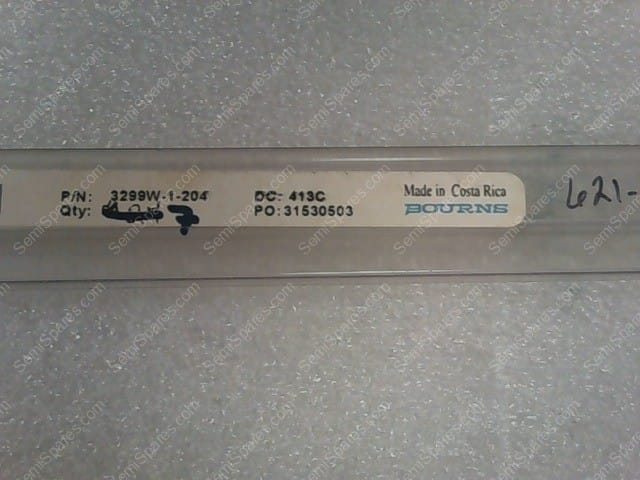 P/N: 3299W-1-204 DC: 413C Made in Costa Rica
Qty: 7 PO: 31530503 BOURNS
621-
SemiSpares.com